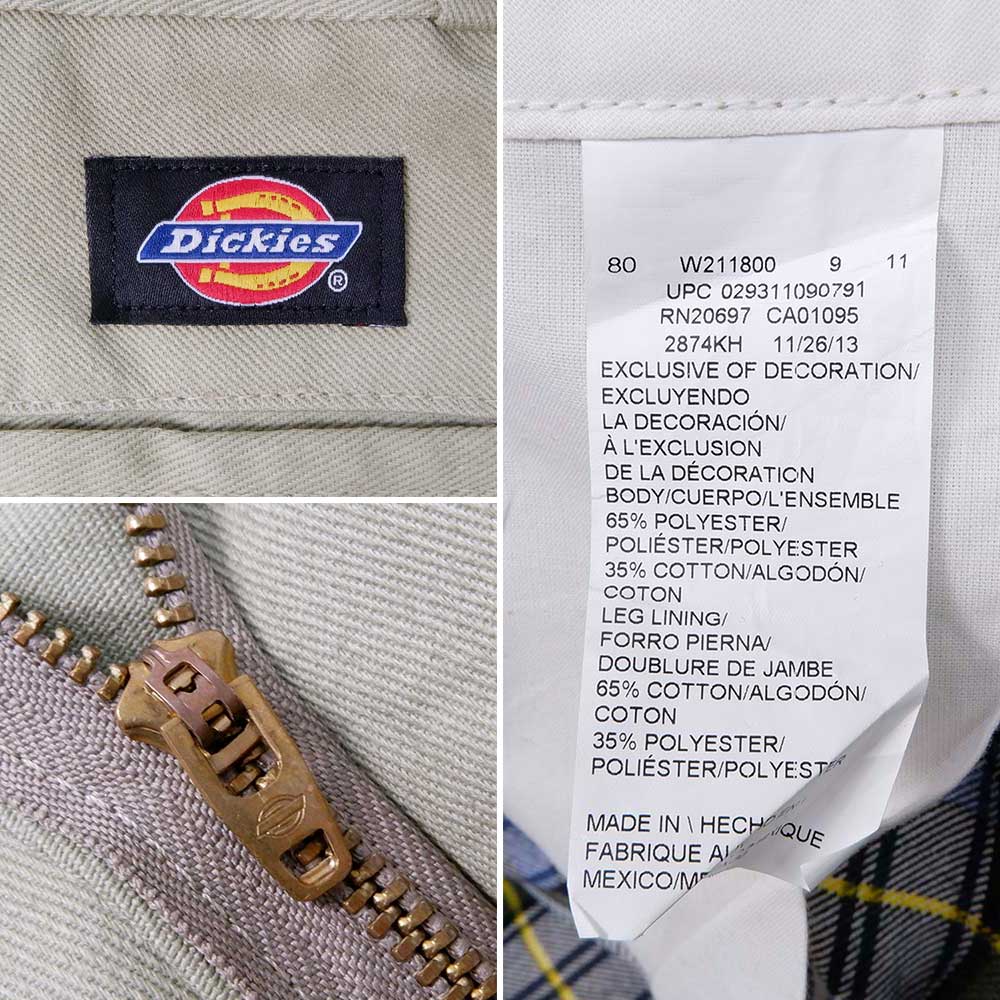 Dickies ®
80 W211800 9 11
UPC 029311090791
RN20697 CA01095
2874KH 11/26/13
EXCLUSIVE OF DECORATION/
EXCLUYENDO
LA DECORACIÓN/
À L'EXCLUSION
DE LA DÉCORATION
BODY/CUERPO/L'ENSEMBLE
65% POLYESTER/
POLIÉSTER/POLYESTER
35% COTTON/ALGODÓN/
COTON
LEG LINING/
FORRO PIERNA/
DOUBLURE DE JAMBE
65% COTTON/ALGODÓN/
COTON
35% POLYESTER/
POLIÉSTER/POLYESTER
MADE IN \
FABRIQUE
MEXICO/